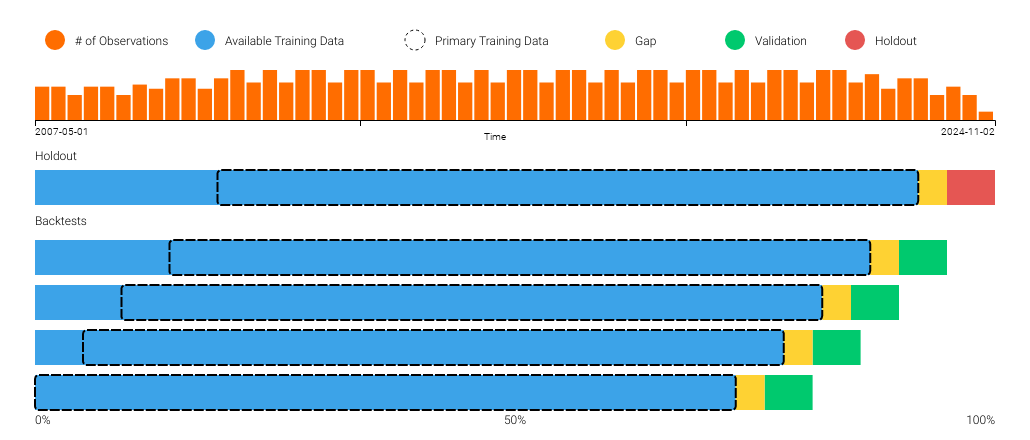 # of Observations Available Training Data Primary Training Data Gap Validation Holdout
2007-05-01 Time 2024-11-02
Holdout
Backtests
0% 50% 100%